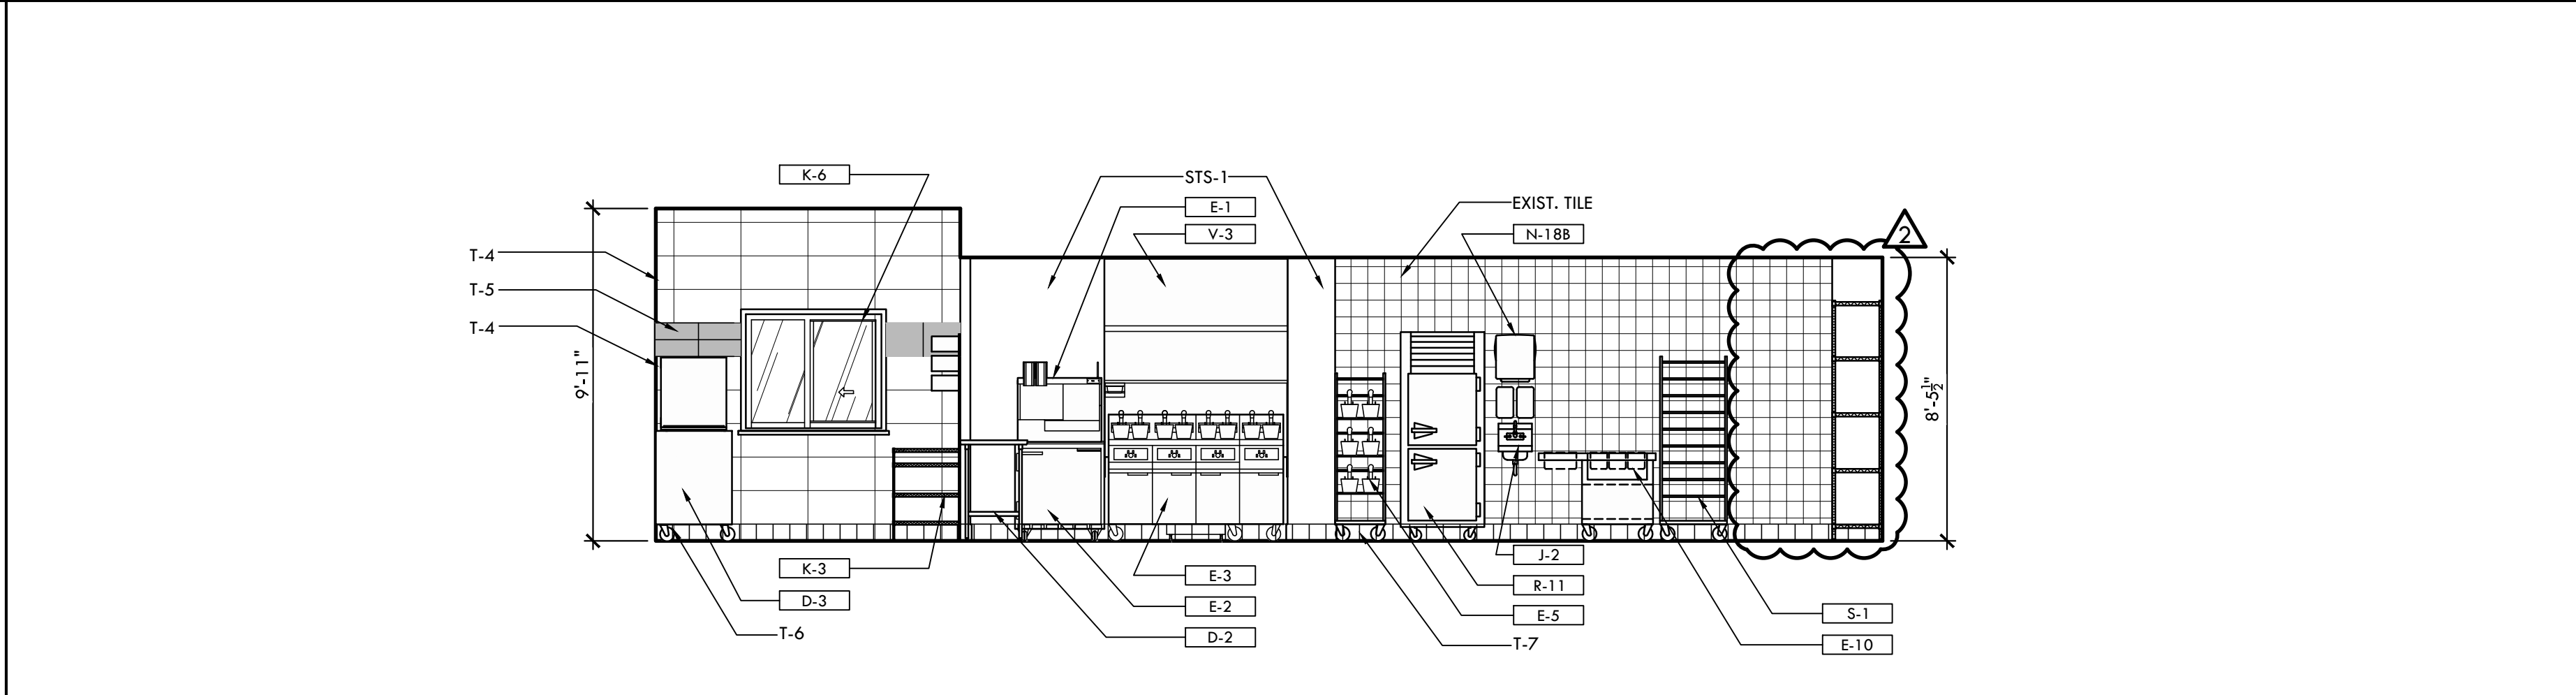 K-6
STS-1
E-1
V-3
EXIST. TILE
N-18B
2
T-4
T-5
T-4
9'-11"
8'-5½"
K-3
D-3
T-6
E-3
E-2
D-2
J-2
R-11
E-5
T-7
S-1
E-10